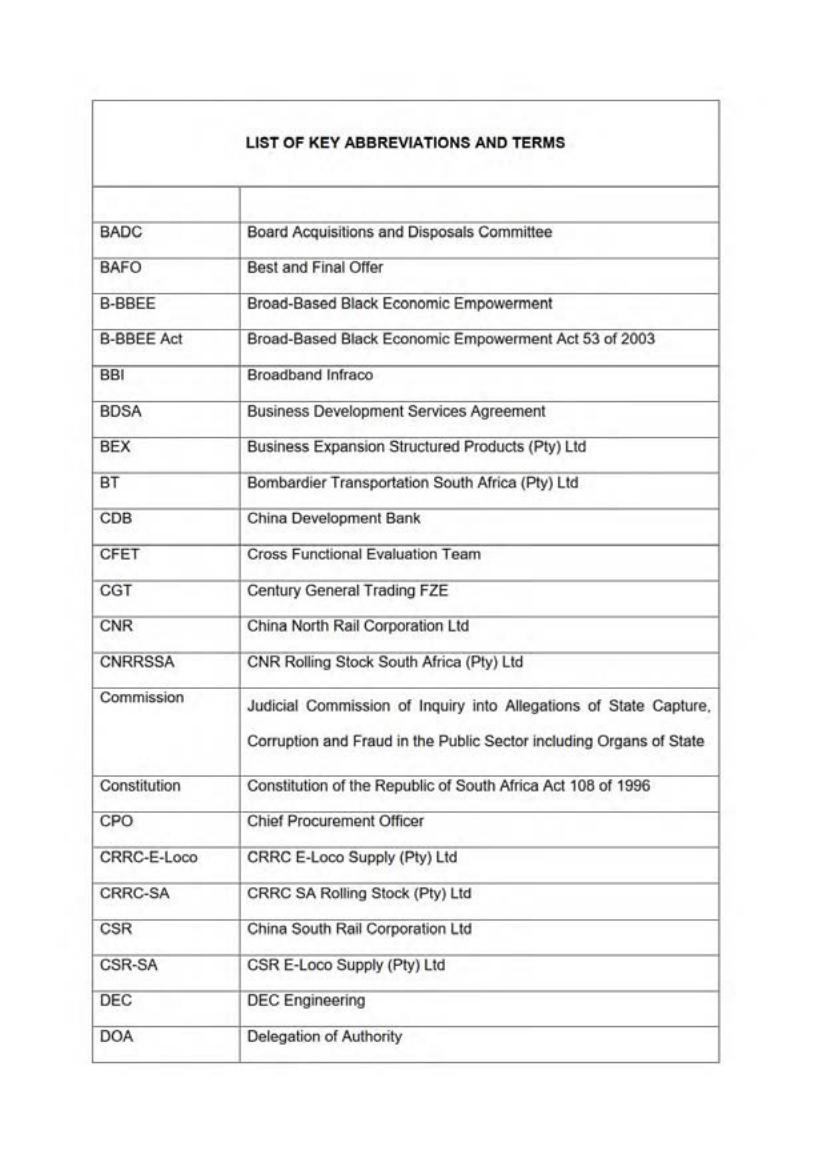 LIST OF KEY ABBREVIATIONS AND TERMS
BADC Board Acquisitions and Disposals Committee
BAFO Best and Final Offer
B-BBEE Broad-Based Black Economic Empowerment
B-BBEE Act Broad-Based Black Economic Empowerment Act 53 of 2003
BBI Broadband Infraco
BDSA Business Development Services Agreement
BEX Business Expansion Structured Products (Pty) Ltd
BT Bombardier Transportation South Africa (Pty) Ltd
CDB China Development Bank
CFET Cross Functional Evaluation Team
CGT Century General Trading FZE
CNR China North Rail Corporation Ltd
CNRRSSA CNR Rolling Stock South Africa (Pty) Ltd
Commission Judicial Commission of Inquiry into Allegations of State Capture,
Corruption and Fraud in the Public Sector including Organs of State
Constitution Constitution of the Republic of South Africa Act 108 of 1996
CPO Chief Procurement Officer
CRRC-E-Loco CRRC E-Loco Supply (Pty) Ltd
CRRC-SA CRRC SA Rolling Stock (Pty) Ltd
CSR China South Rail Corporation Ltd
CSR-SA CSR E-Loco Supply (Pty) Ltd
DEC DEC Engineering
DOA Delegation of Authority